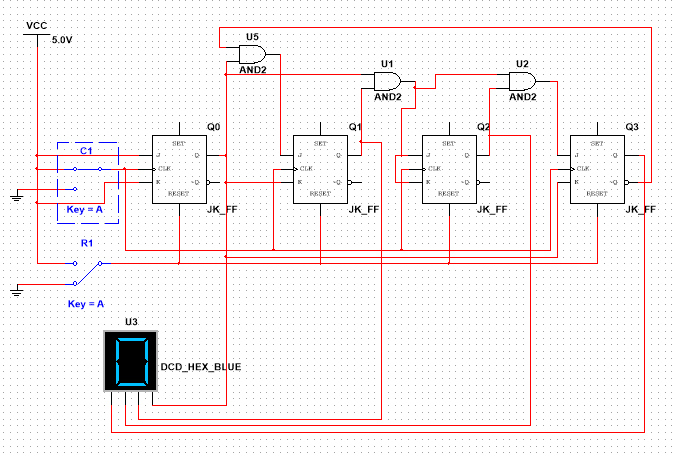 VCC
5.0V
U5
AND2
U1
AND2
U2
AND2
C1
Key = A
Q0
SET
J
Q
CLK
K
~Q
RESET
JK_FF
Q1
SET
J
Q
CLK
K
~Q
RESET
JK_FF
Q2
SET
J
Q
CLK
K
~Q
RESET
JK_FF
Q3
SET
J
Q
CLK
K
~Q
RESET
JK_FF
R1
Key = A
U3
0
DCD_HEX_BLUE